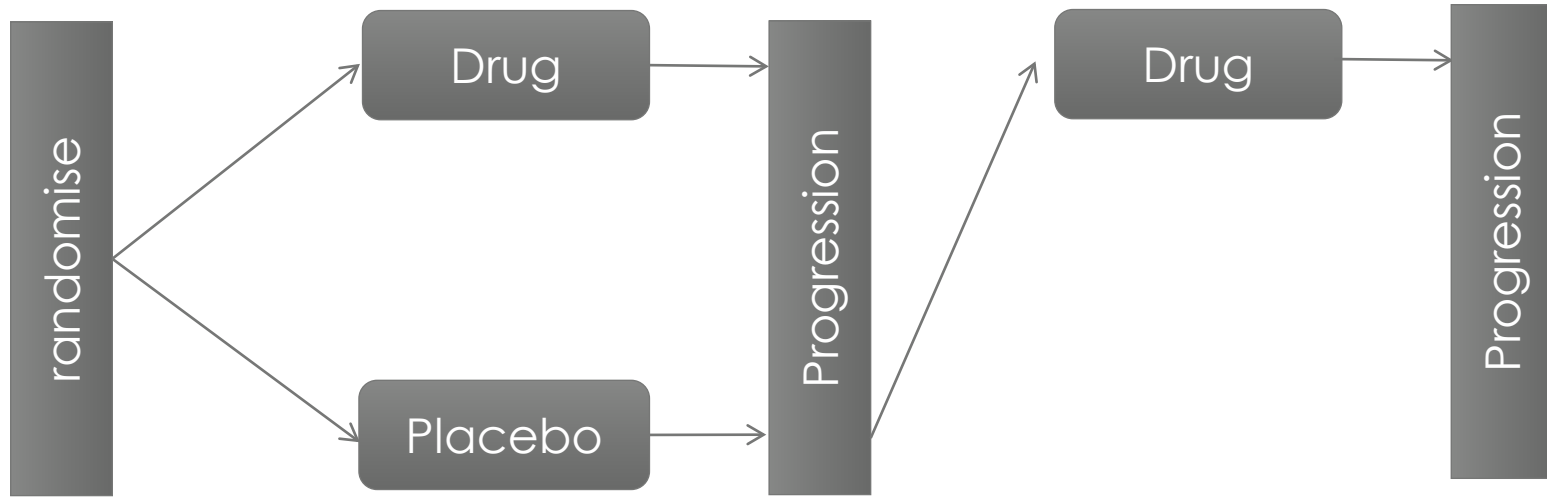 randomise
Drug
Placebo
Progression
Drug
Progression